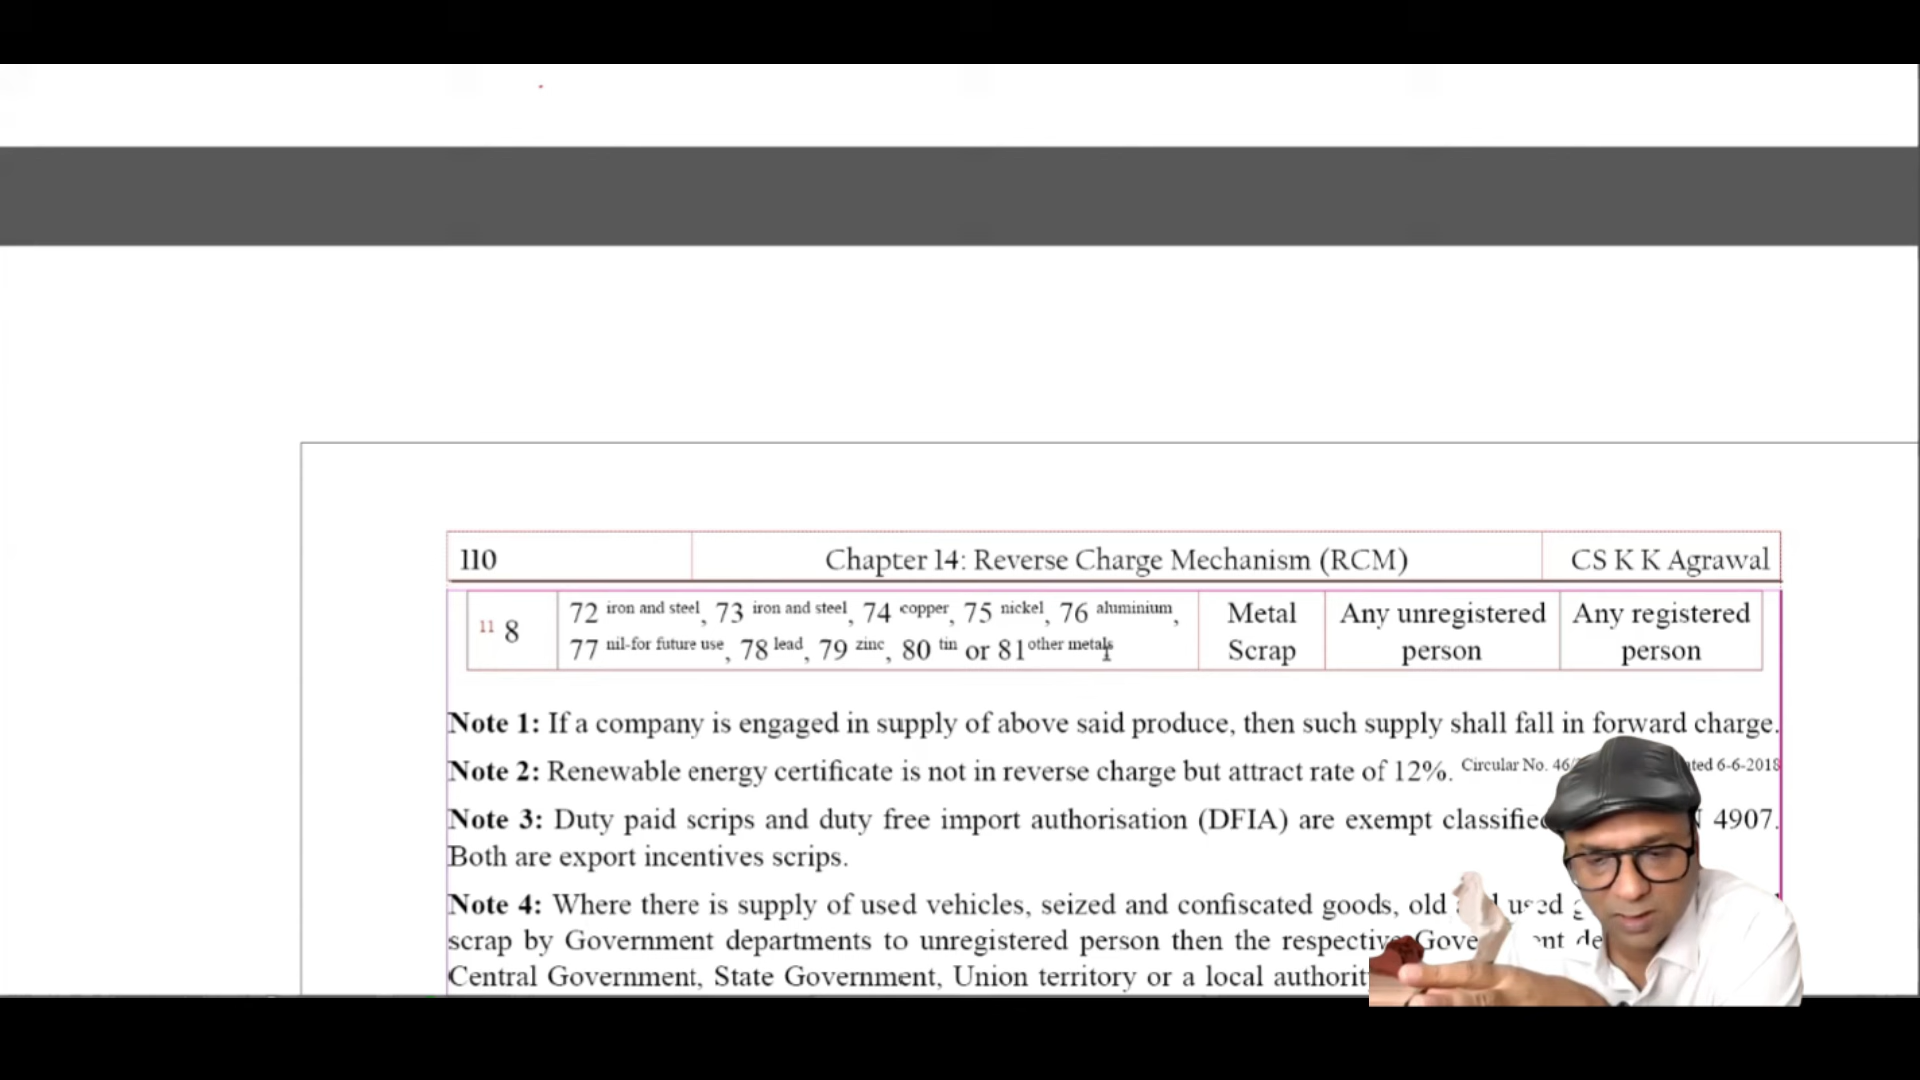 110 Chapter 14: Reverse Charge Mechanism (RCM) CS K K Agrawal
11 8 72 iron and steel, 73 iron and steel, 74 copper, 75 nickel, 76 aluminium, Metal Any unregistered Any registered
77 nil-for future use, 78 lead, 79 zinc, 80 tin or 81 other metals Scrap person person
Note 1: If a company is engaged in supply of above said produce, then such supply shall fall in forward charge.
Note 2: Renewable energy certificate is not in reverse charge but attract rate of 12%. Circular No. 6-6-2018
Note 3: Duty paid scrips and duty free import authorisation (DFIA) are exempt 4907.
Both are export incentives scrips.
Note 4: Where there is supply of used vehicles, seized and confiscated goods, old used
scrap by Government departments to unregistered person then the respective
Central Government, State Government, Union territory or a local